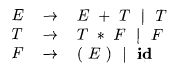 E → E + T | T
T → T * F | F
F → ( E ) | id